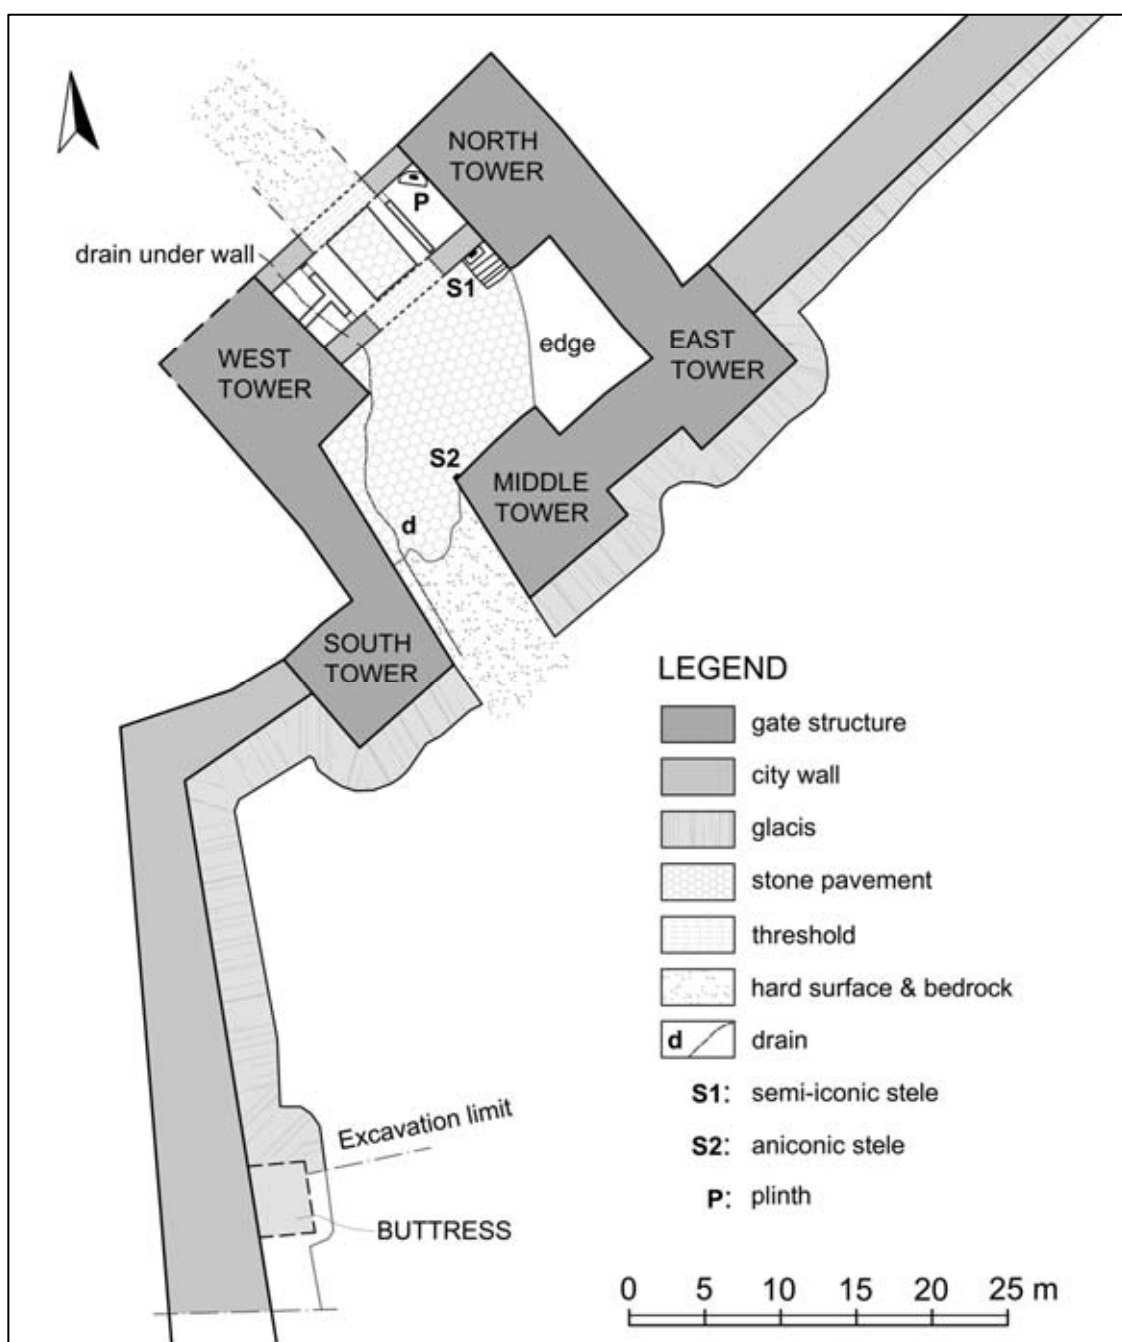 NORTH
TOWER
P
drain under wall
S1
edge
EAST
TOWER
WEST
TOWER
S2
MIDDLE
TOWER
d
SOUTH
TOWER
LEGEND
gate structure
city wall
glacis
stone pavement
threshold
hard surface & bedrock
d drain
S1: semi-iconic stele
S2: aniconic stele
P: plinth
Excavation limit
BUTTRESS
0 5 10 15 20 25 m